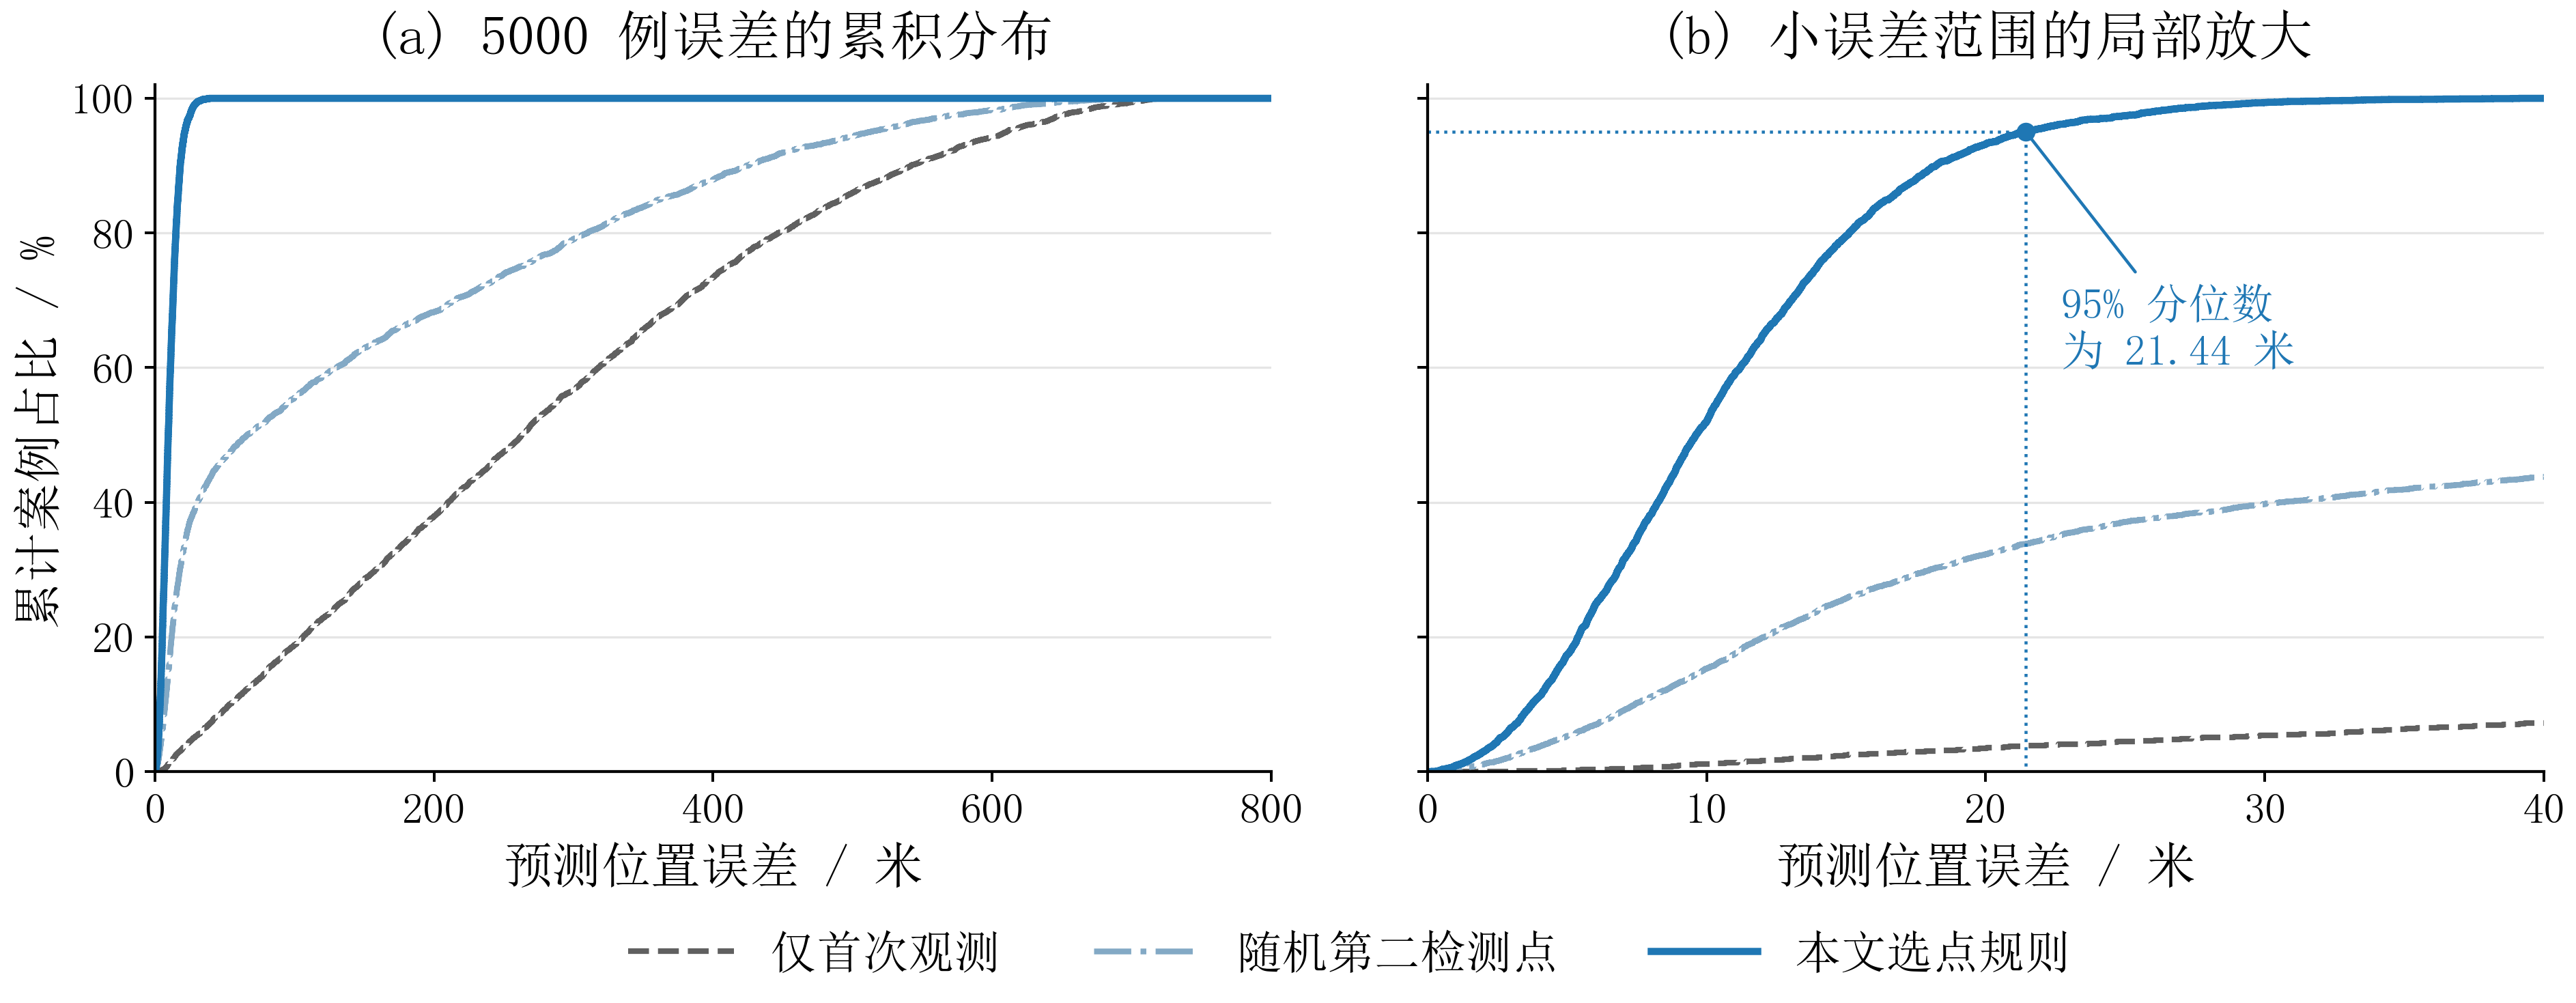 (a) 5000 例误差的累积分布
(b) 小误差范围的局部放大
累计案例占比 / %
100
80
60
40
20
0
0 200 400 600 800
预测位置误差 / 米
95% 分位数
为 21.44 米
0 10 20 30 40
预测位置误差 / 米
仅首次观测 随机第二检测点 本文选点规则